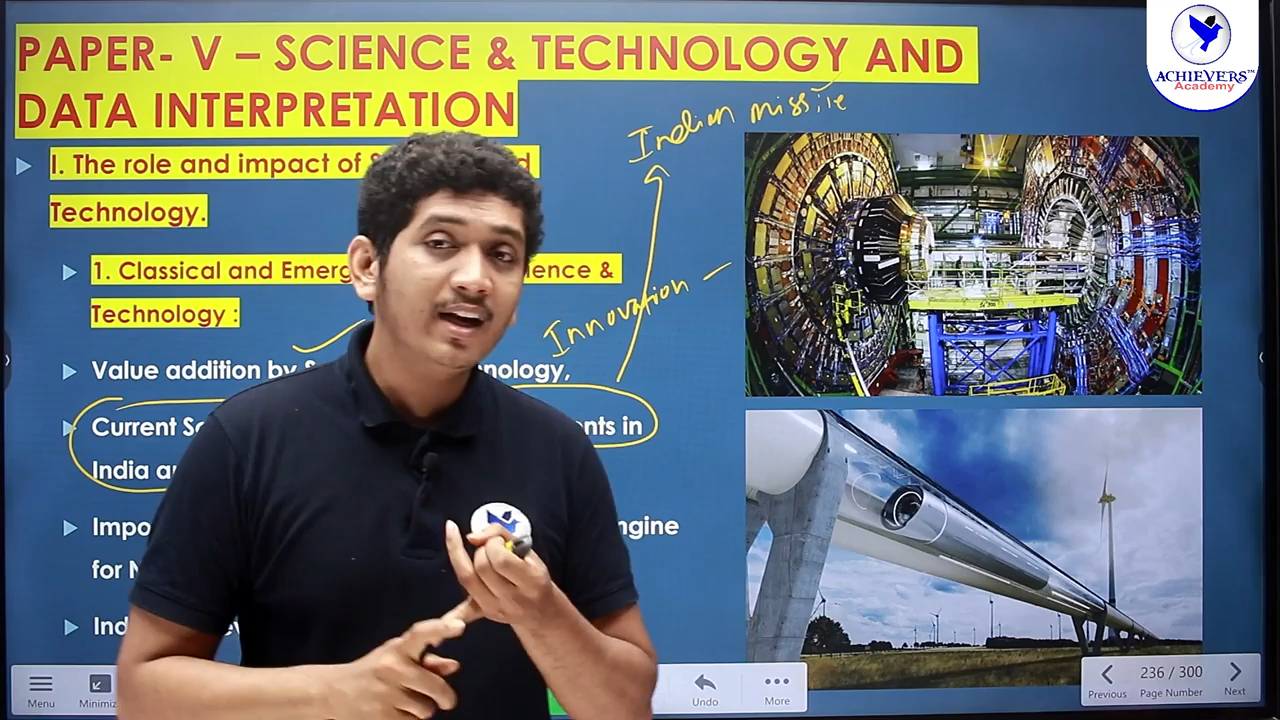 PAPER- V – SCIENCE & TECHNOLOGY AND
DATA INTERPRETATION
ACHIEVERS™
Academy
Indian missile
I. The role and impact of
Technology.
1. Classical and Emerg ience &
Technology :
Innovation –
Value addition by S nology,
Current Sc nts in
India a
Impo ngine
for N
Ind
Menu
Minimiz
Undo
More
Previous
236 / 300
Page Number
Next